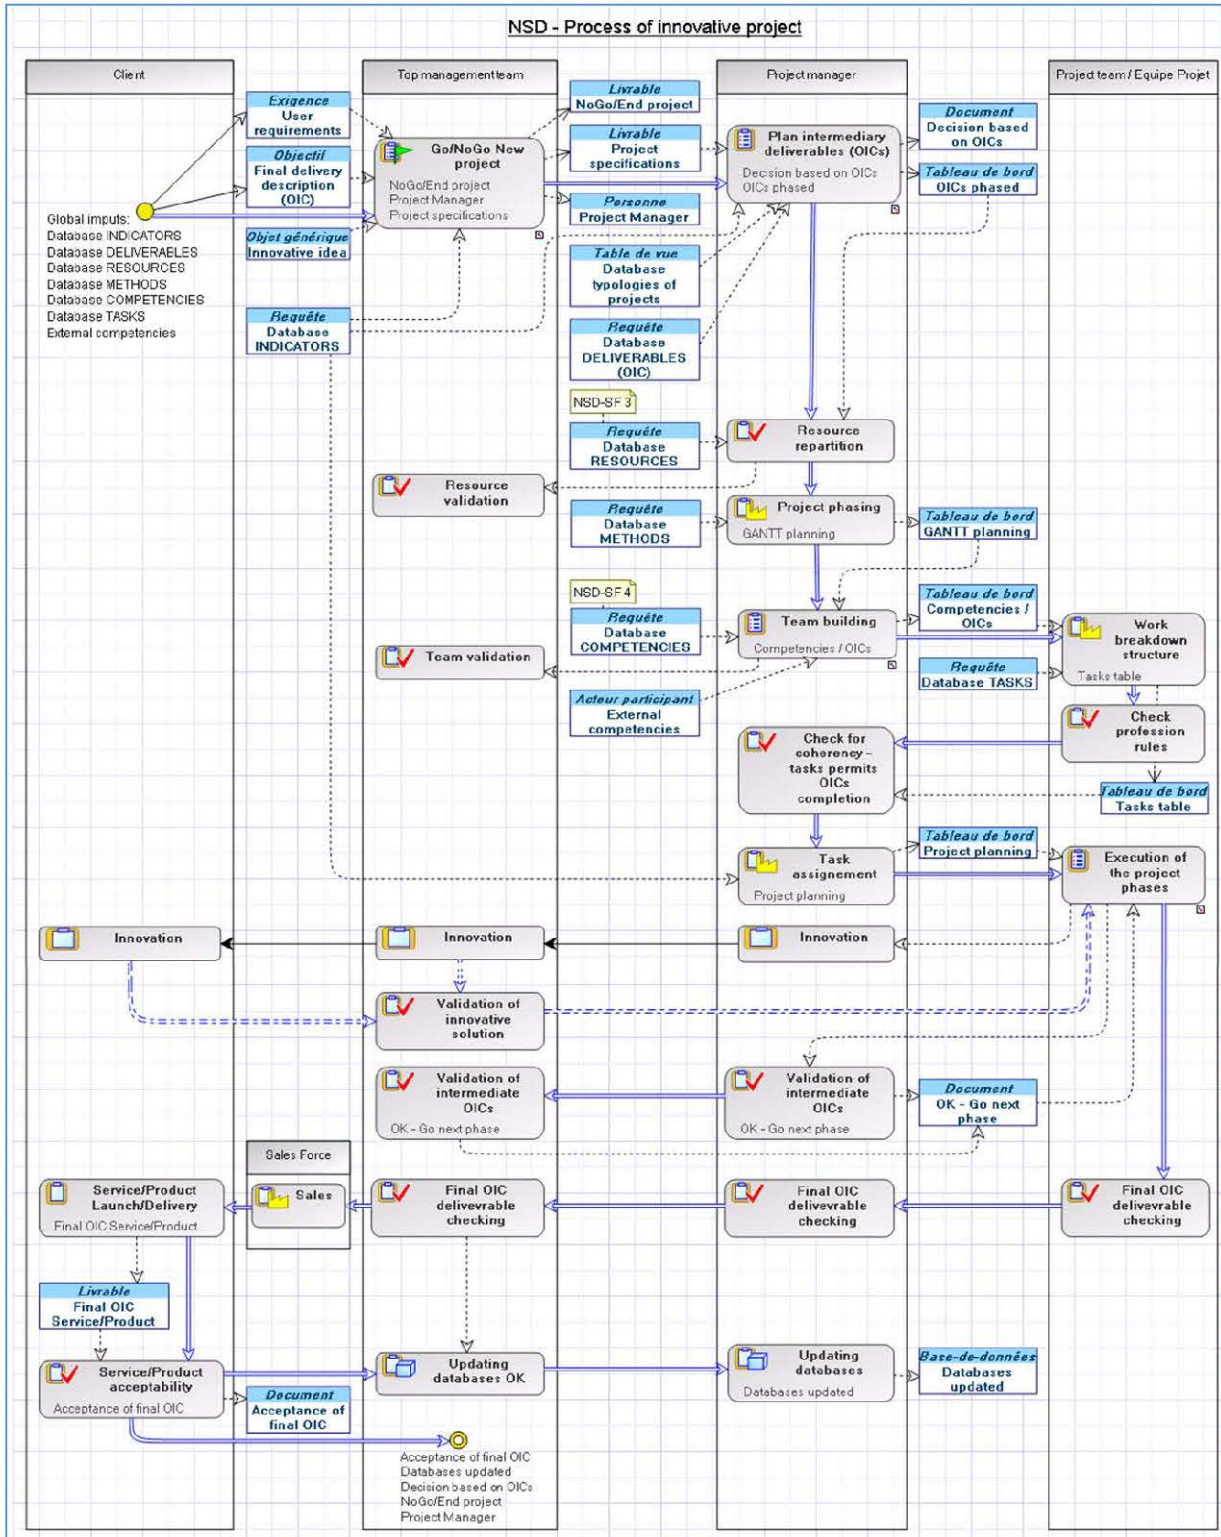 NSD - Process of innovative project
Client
Top management team
Project manager
Project team / Equipe Projet
Exigence
User
requirements
Objectif
Final delivery
description
(OIC)
Objet générique
Innovative idea
Requête
Database
INDICATORS
Global imputs:
Database INDICATORS
Database DELIVERABLES
Database RESOURCES
Database METHODS
Database COMPETENCIES
Database TASKS
External competencies
Go/NoGo New
project
NoGo/End project
Project Manager
Project specifications
Livrable
NoGo/End project
Livrable
Project
specifications
Personne
Project Manager
Table de vue
Database
typologies of
projects
Requête
Database
DELIVERABLES
(OIC)
Plan intermediary
deliverables (OICs)
Decision based on OICs
OICs phased
Document
Decision based
on OICs
Tableau de bord
OICs phased
NSD-SF3
Requête
Database
RESOURCES
Resource
repartition
Resource
validation
Requête
Database
METHODS
Project phasing
GANTT planning
Tableau de bord
GANTT planning
NSD-SF4
Requête
Database
COMPETENCIES
Team building
Competencies / OICs
Tableau de bord
Competencies /
OICs
Work
breakdown
structure
Tasks table
Team validation
Requête
Database TASKS
Acteur participant
External
competencies
Check
profession
rules
Check for
coherency –
tasks permits
OICs
completion
Tableau de bord
Tasks table
Tableau de bord
Project planning
Task
assignement
Project planning
Execution of
the project
phases
Innovation
Innovation
Innovation
Validation of
innovative
solution
Validation of
intermediate
OICs
OK - Go next phase
Validation of
intermediate
OICs
OK - Go next phase
Document
OK - Go next
phase
Sales Force
Sales
Service/Product
Launch/Delivery
Final OIC Service/Product
Final OIC
delivevrable
checking
Final OIC
delivevrable
checking
Final OIC
delivevrable
checking
Livrable
Final OIC
Service/Product
Service/Product
acceptability
Acceptance of final OIC
Document
Acceptance of
final OIC
Updating
databases OK
Updating
databases
Databases updated
Base-de-données
Databases
updated
Acceptance of final OIC
Databases updated
Decision based on OICs
NoGo/End project
Project Manager